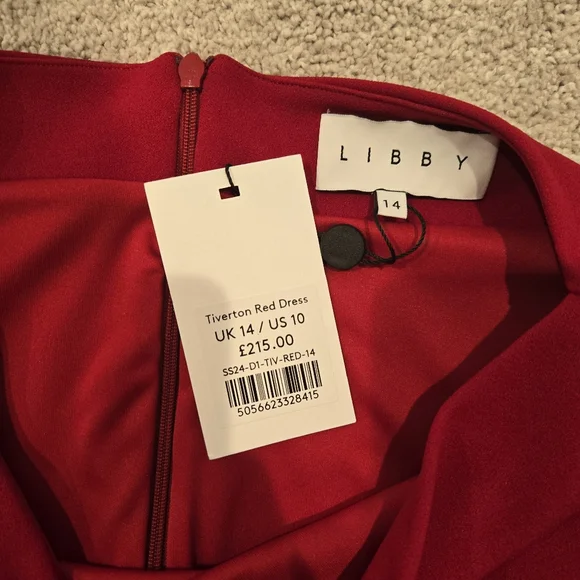 LIBBY
14
Tiverton Red Dress
UK 14 / US 10
£215.00
SS24-D1-TIV-RED-14
5056623328415